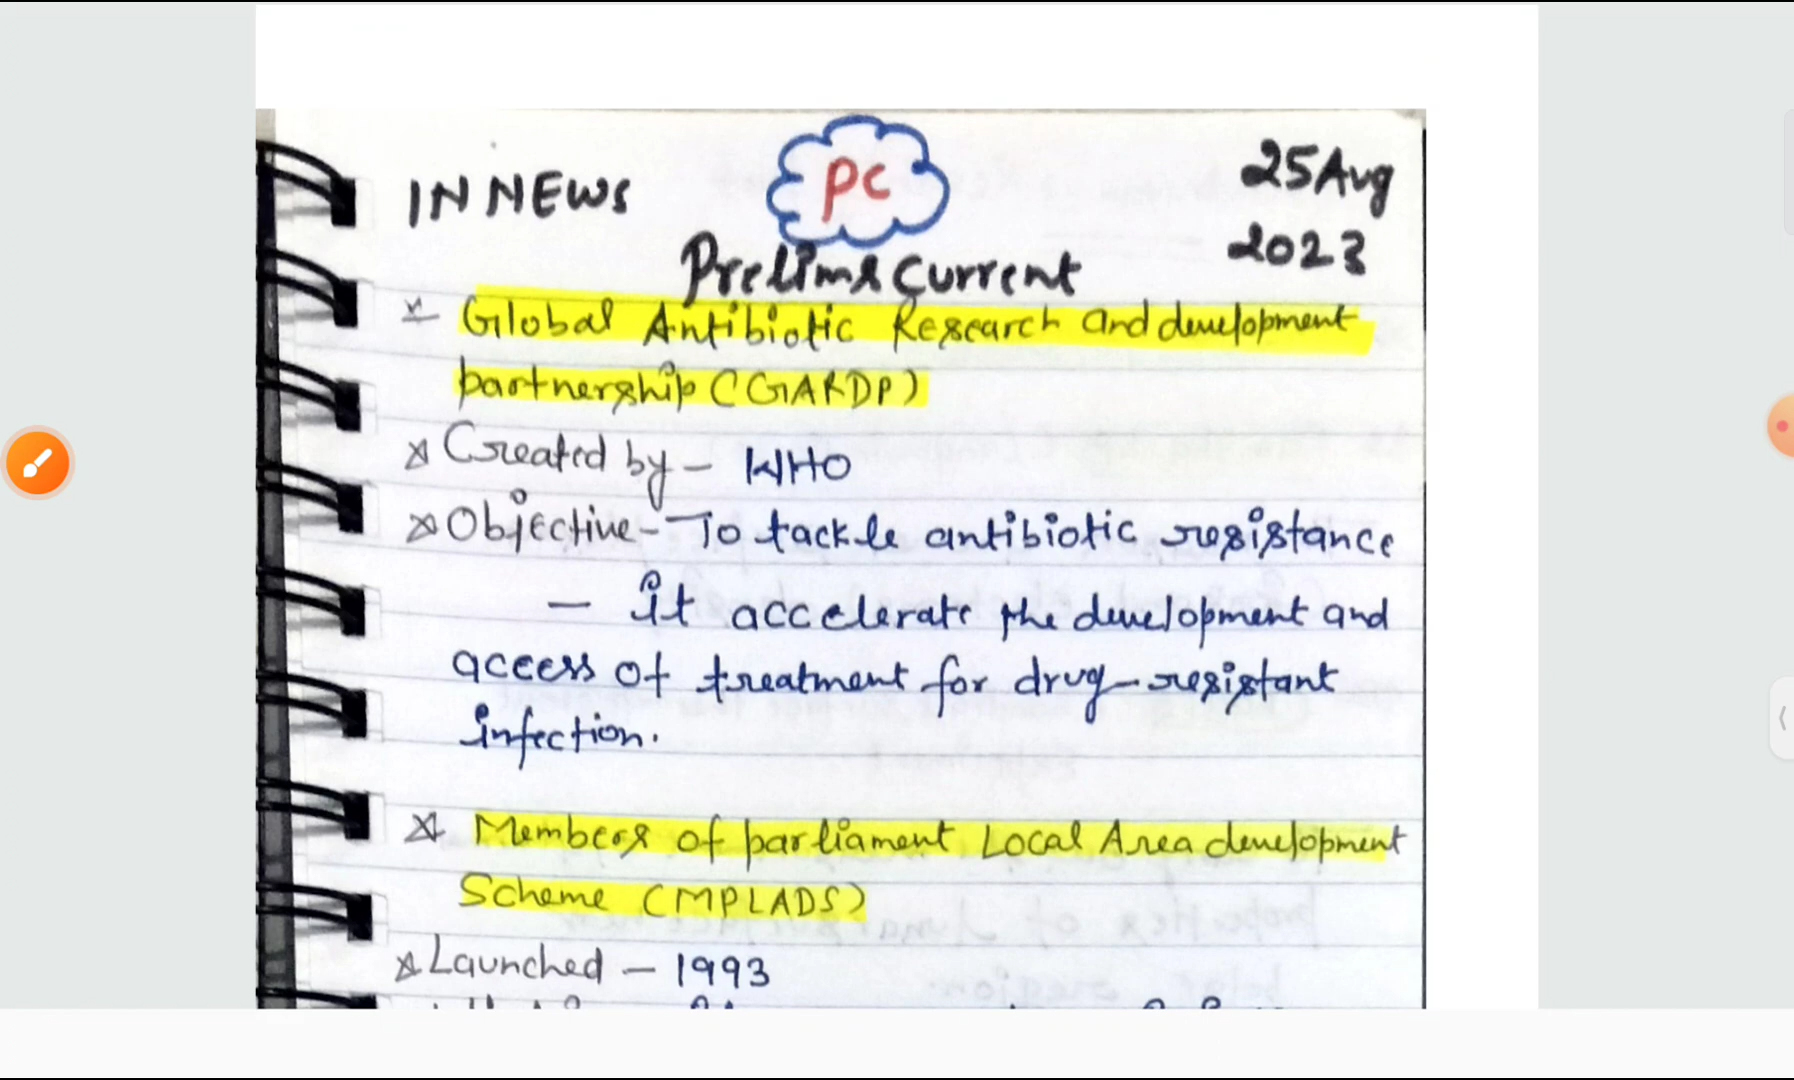 IN NEWS
PC
25 Aug
2023
Prelims Current
Global Antibiotic Research and development
partnership (GARDP)
Created by - WHO
Objective - To tackle antibiotic resistance
- it accelerate the development and
access of treatment for drug-resistant
infection.
Members of parliament Local Area development
Scheme (MPLADS)
Launched - 1993